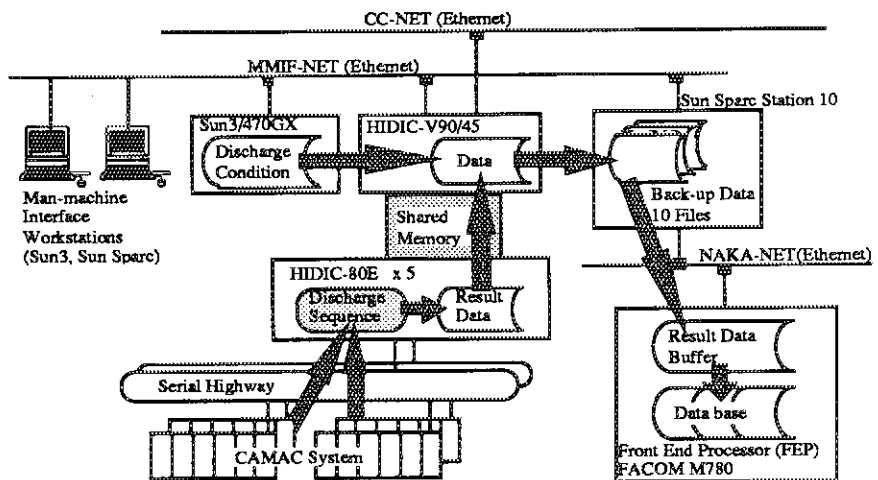 CC-NET (Ethernet)
MMIF-NET (Ethernet)
Sun3/470GX
Discharge
Condition
HIDIC-V90/45
Data
Sun Sparc Station 10
Back-up Data
10 Files
Man-machine
Interface
Workstations
(Sun3, Sun Sparc)
Shared
Memory
NAKA-NET(Ethernet)
HIDIC-80E x 5
Discharge
Sequence
Result
Data
Serial Highway
CAMAC System
Result Data
Buffer
Data base
Front End Processor (FEP)
FACOM M780